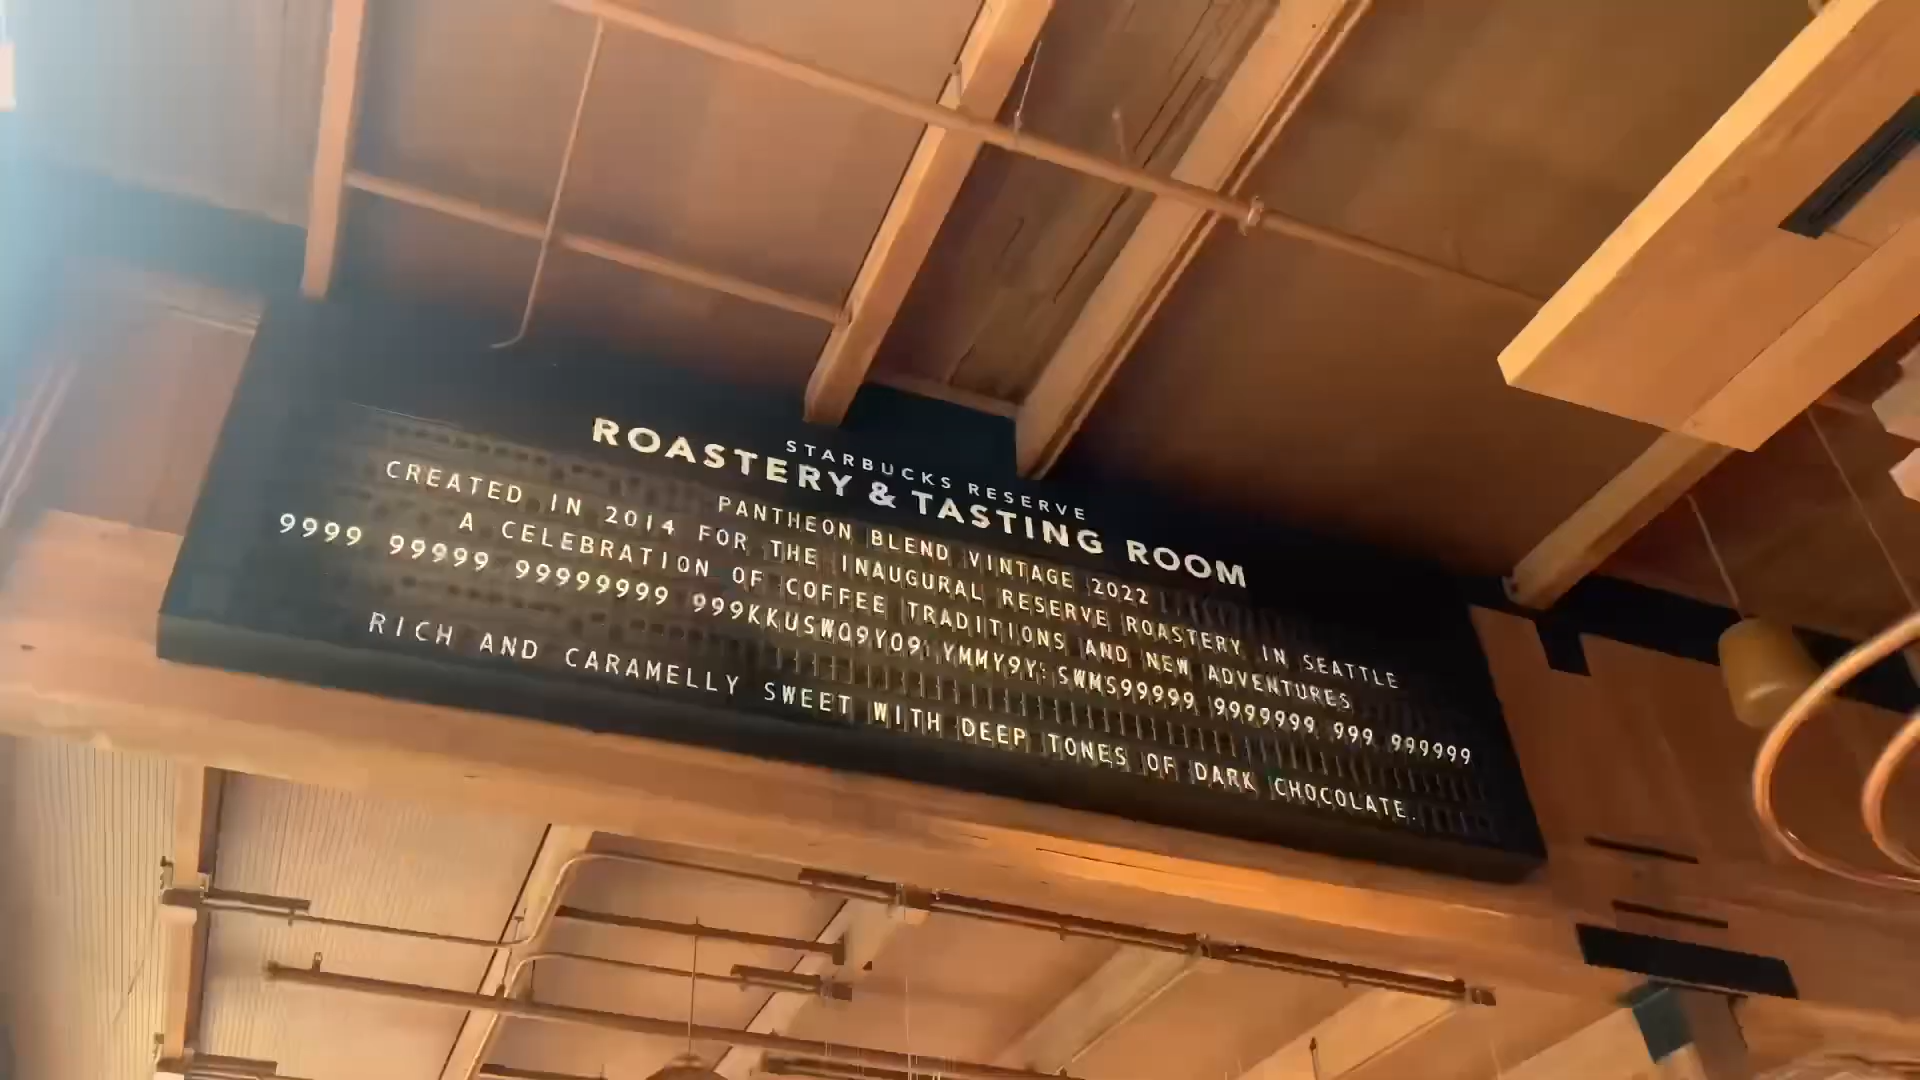 STARBUCKS RESERVE
ROASTERY & TASTING ROOM
PANTHEON BLEND VINTAGE 2022
CREATED IN 2014 FOR THE INAUGURAL RESERVE ROASTERY IN SEATTLE
A CELEBRATION OF COFFEE TRADITIONS AND NEW ADVENTURES
9999 99999 99999999 999KKUSWQ9Y09: YMMY9Y: SWMS99999 9999999 999 999999
RICH AND CARAMELLY SWEET WITH DEEP TONES OF DARK CHOCOLATE.